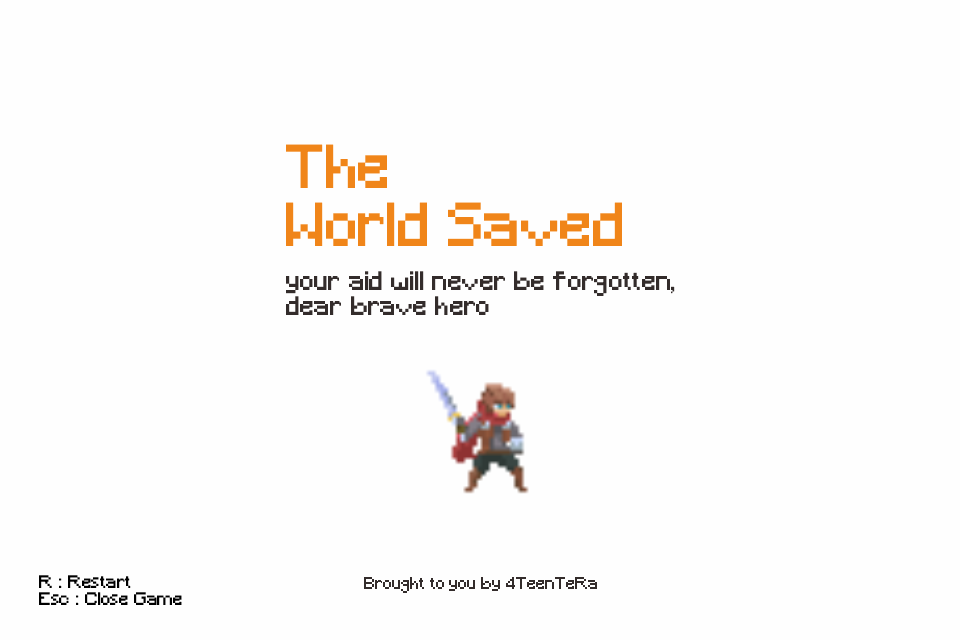 The
World Saved
your aid will never be forgotten,
dear brave hero
R : Restart
Esc : Close Game
Brought to you by 4TeenTeRa